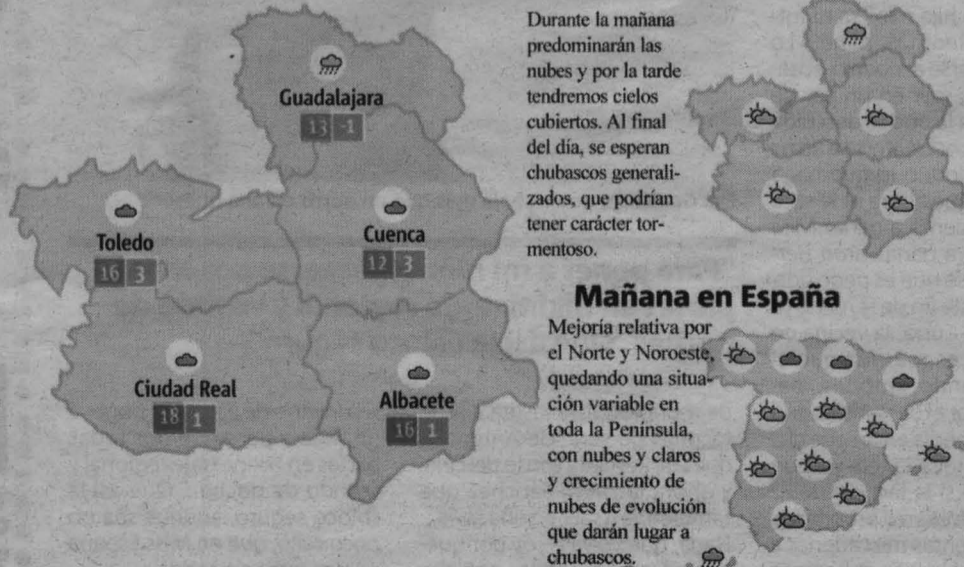 Guadalajara
13 -1
Toledo
16 3
Cuenca
12 3
Ciudad Real
18 1
Albacete
16 1
Durante la mañana
predominarán las
nubes y por la tarde
tendremos cielos
cubiertos. Al final
del día, se esperan
chubascos generali-
zados, que podrían
tener carácter tor-
mentoso.
Mañana en España
Mejoría relativa por
el Norte y Noroeste,
quedando una situa-
ción variable en
toda la Península,
con nubes y claros
y crecimiento de
nubes de evolución
que darán lugar a
chubascos.